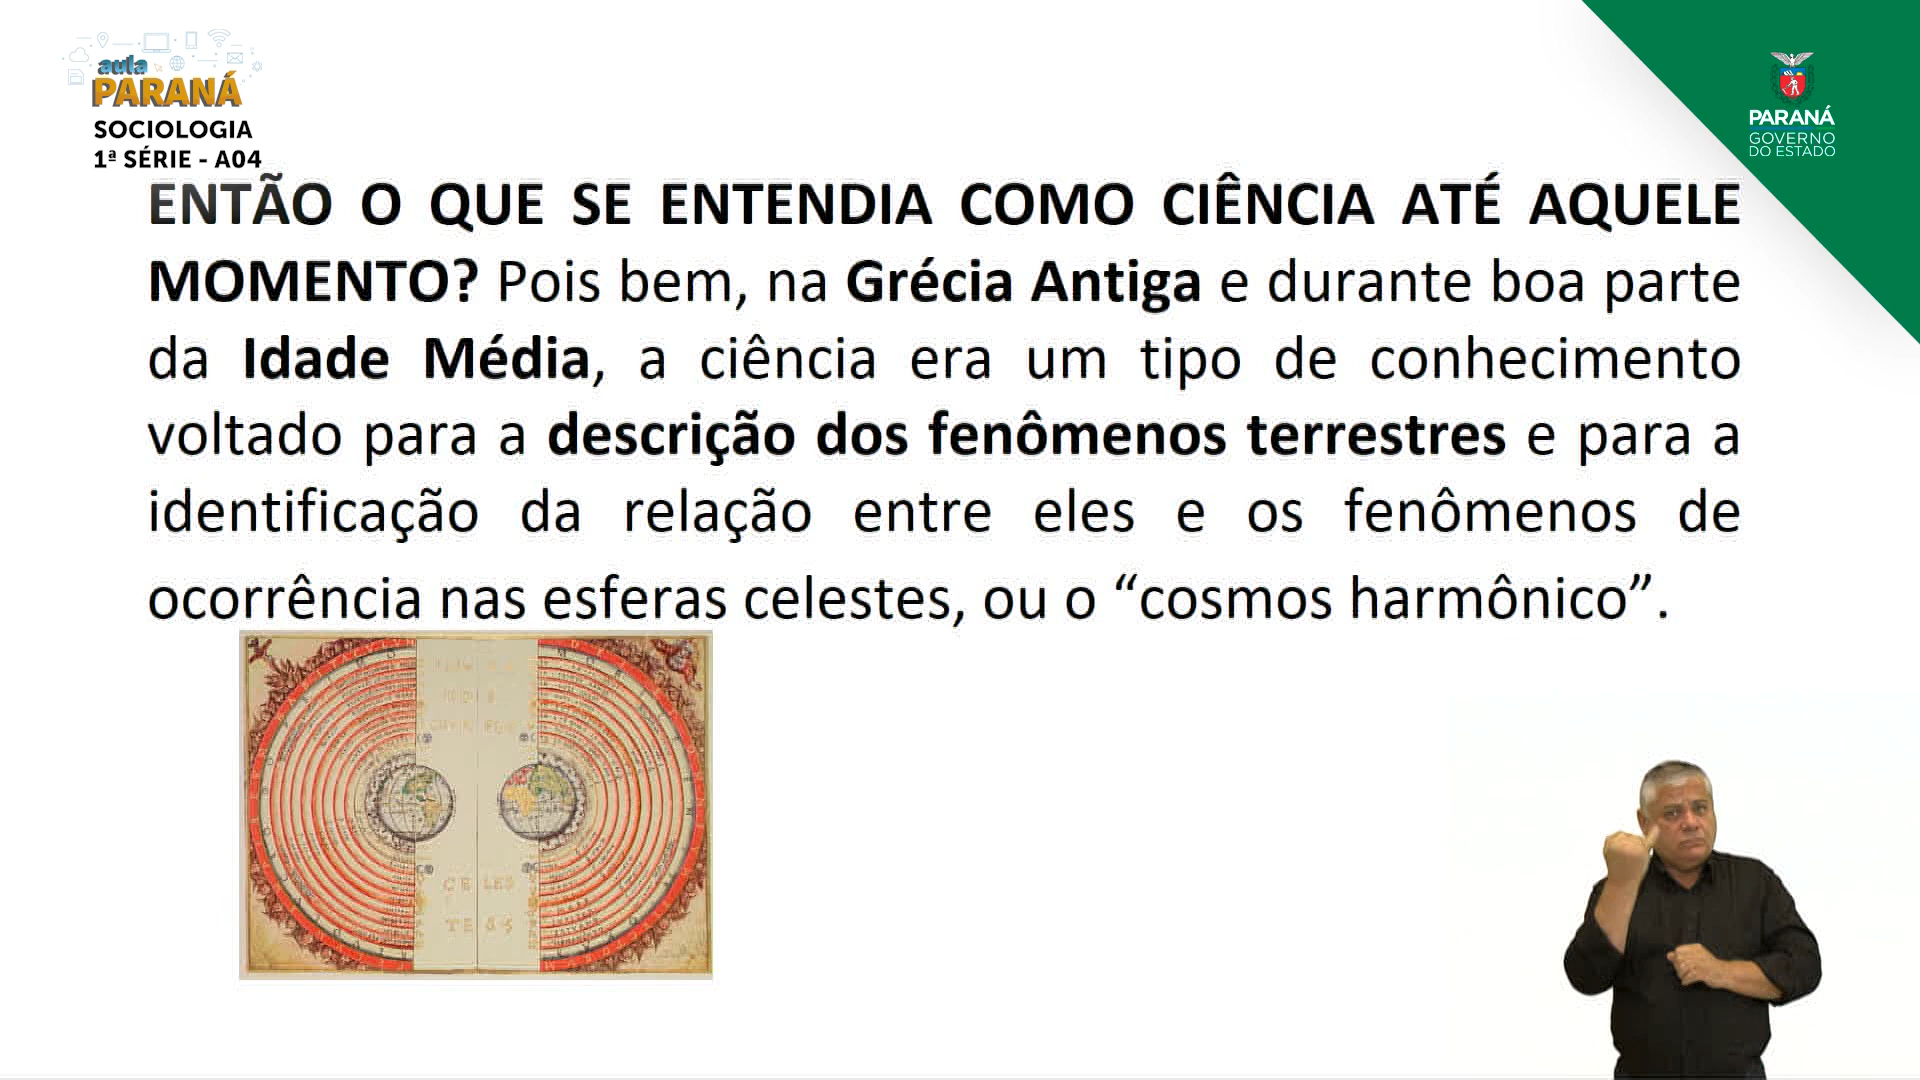 aula
PARANÁ
SOCIOLOGIA
1ª SÉRIE - A04
PARANÁ
GOVERNO
DO ESTADO
ENTÃO O QUE SE ENTENDIA COMO CIÊNCIA ATÉ AQUELE
MOMENTO? Pois bem, na Grécia Antiga e durante boa parte
da Idade Média, a ciência era um tipo de conhecimento
voltado para a descrição dos fenômenos terrestres e para a
identificação da relação entre eles e os fenômenos de
ocorrência nas esferas celestes, ou o “cosmos harmônico”.
CE LES